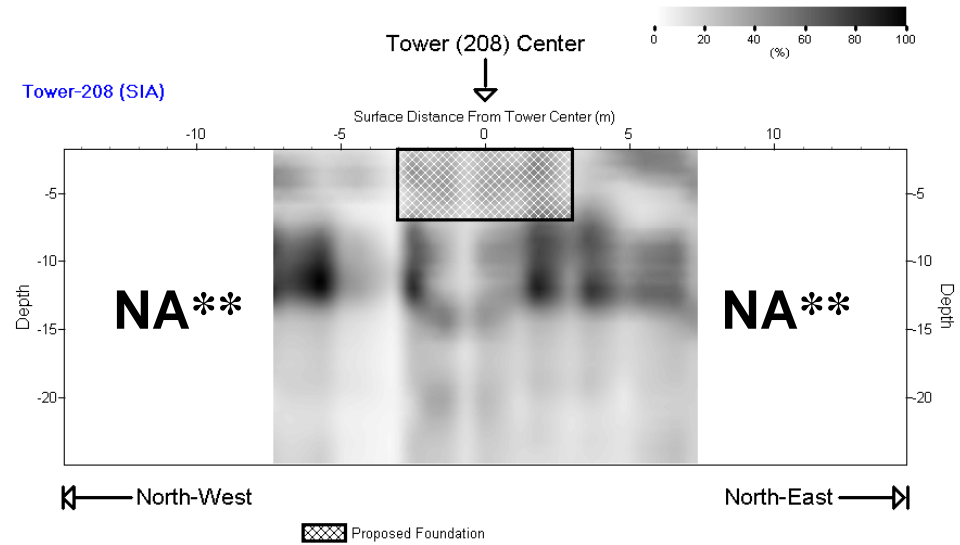 0 20 40 60 80 100
(%)
Tower (208) Center
Tower-208 (SIA)
Surface Distance From Tower Center (m)
-10 -5 0 5 10
-5 -5
-10 -10
-15 -15
-20 -20
Depth
NA** NA**
Depth
North-West North-East
Proposed Foundation